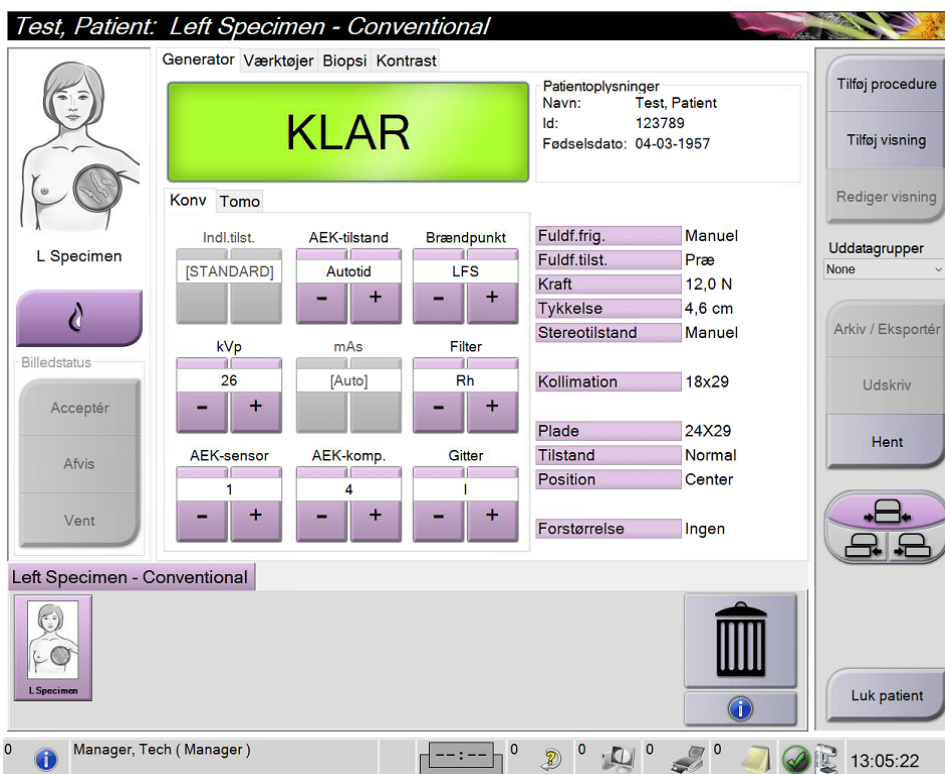 Test, Patient: Left Specimen - Conventional
Generator Værktøjer Biopsi Kontrast
KLAR
Patientoplysninger
Navn: Test, Patient
Id: 123789
Fødselsdato: 04-03-1957
Tilføj procedure
Tilføj visning
Rediger visning
Uddatagrupper
None
Arkiv / Eksportér
Udskriv
Hent
L Specimen
Billedstatus
Acceptér
Afvis
Vent
Konv Tomo
Indl.tilst. AEK-tilstand Brændpunkt
[STANDARD] Autotid LFS
- + - +
kVp mAs Filter
26 [Auto] Rh
- + - +
AEK-sensor AEK-komp. Gitter
1 4 I
- + - + - +
Fuldf.frig. Manuel
Fuldf.tilst. Præ
Kraft 12,0 N
Tykkelse 4,6 cm
Stereotilstand Manuel
Kollimation 18x29
Plade 24X29
Tilstand Normal
Position Center
Forstørrelse Ingen
Left Specimen - Conventional
L Specimen
i
Luk patient
0 i Manager, Tech ( Manager ) --:-- 0 ? 0 0 0 13:05:22